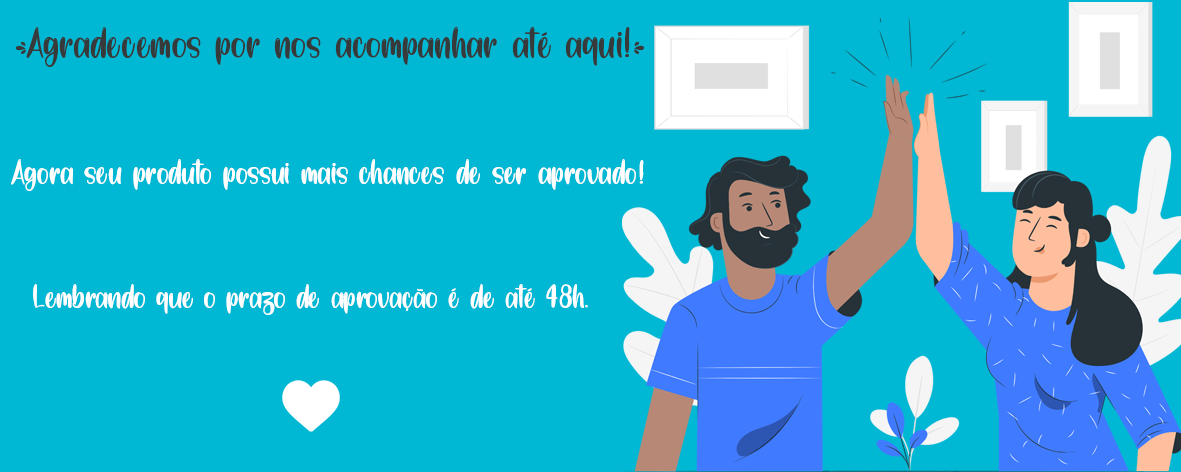 Agradecemos por nos acompanhar até aqui!
Agora seu produto possui mais chances de ser aprovado!
Lembrando que o prazo de aprovação é de até 48h.